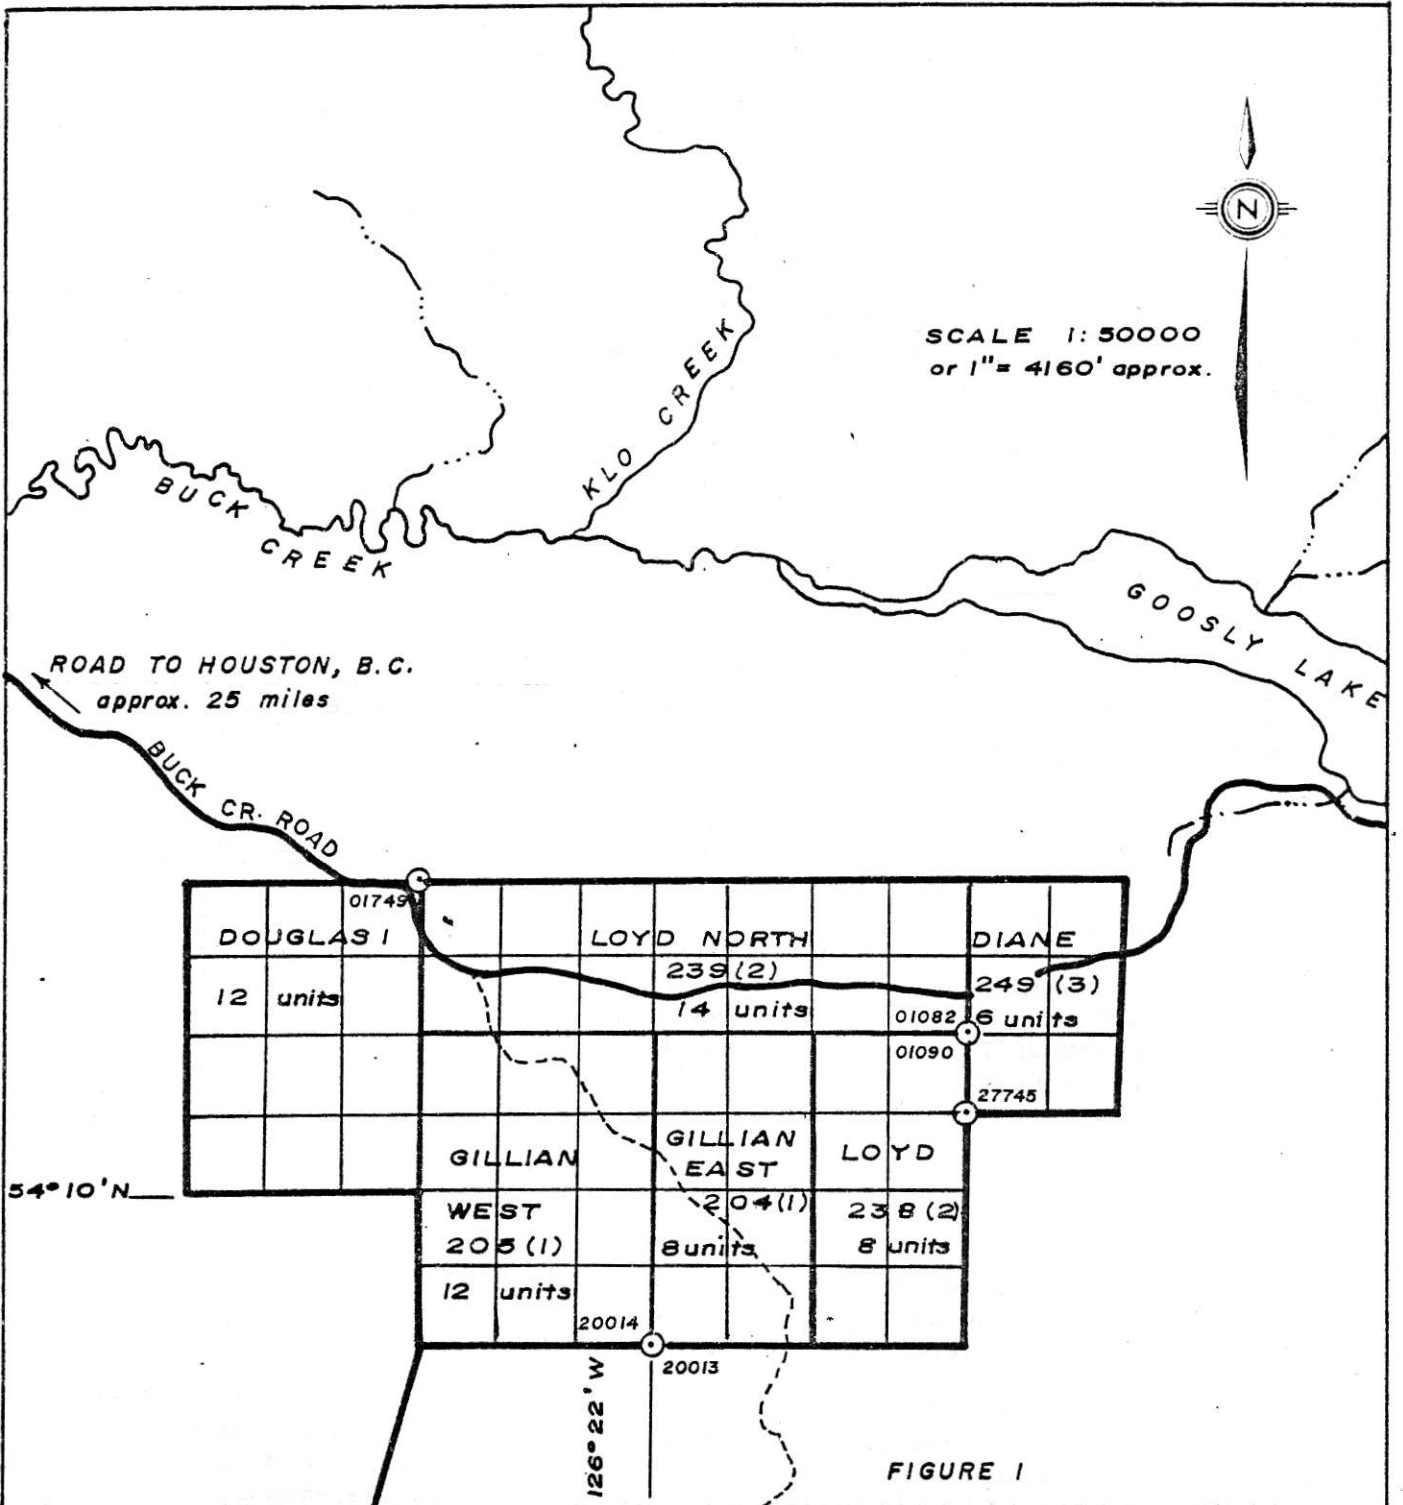 N
SCALE 1:50000
or 1"= 4160' approx.
KLO CREEK
BUCK
CREEK
GOOSLY LAKE
ROAD TO HOUSTON, B.C.
approx. 25 miles
BUCK CR. ROAD
01749
DOUGLAS I
12 units
LOYD NORTH
239(2)
14 units
DIANE
249 (3)
6 units
01082
01090
27745
GILLIAN
WEST
205(1)
12 units
GILLIAN
EAST
204(1)
8 units
LOYD
238(2)
8 units
54°10'N
20014
20013
126°22'W
FIGURE 1